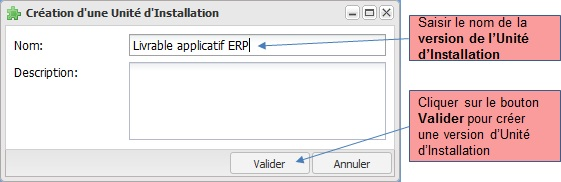 Création d'une Unité d'Installation
Nom:
Livrable applicatif ERP
Description:
Valider
Annuler
Saisir le nom de la
version de l'Unité
d'Installation
Cliquer sur le bouton
Valider pour créer
une version d'Unité
d'Installation